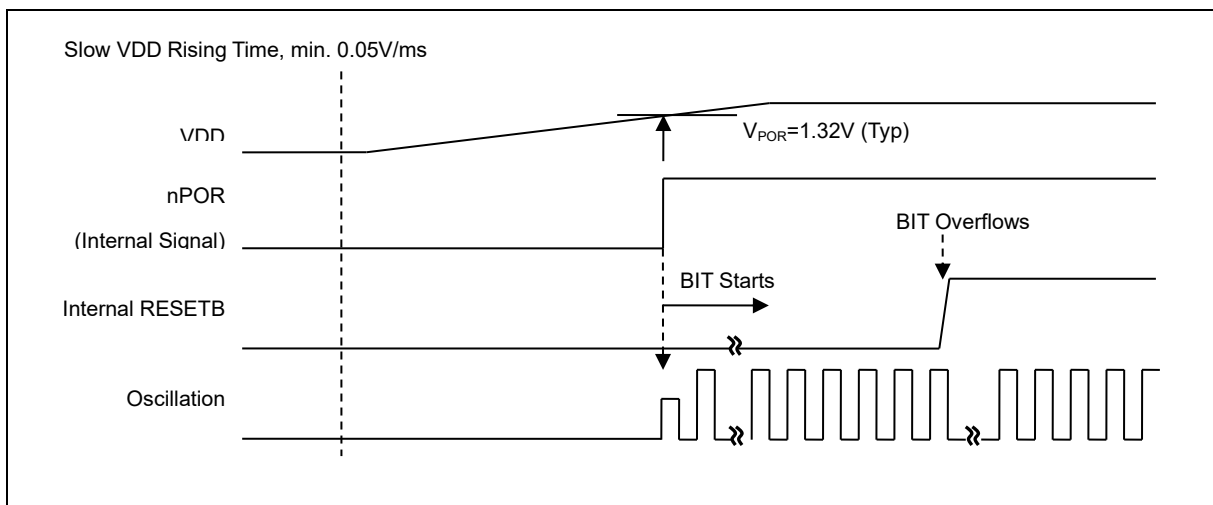 Slow VDD Rising Time, min. 0.05V/ms
VDD
VPOR=1.32V (Typ)
nPOR
(Internal Signal)
BIT Overflows
BIT Starts
Internal RESETB
Oscillation